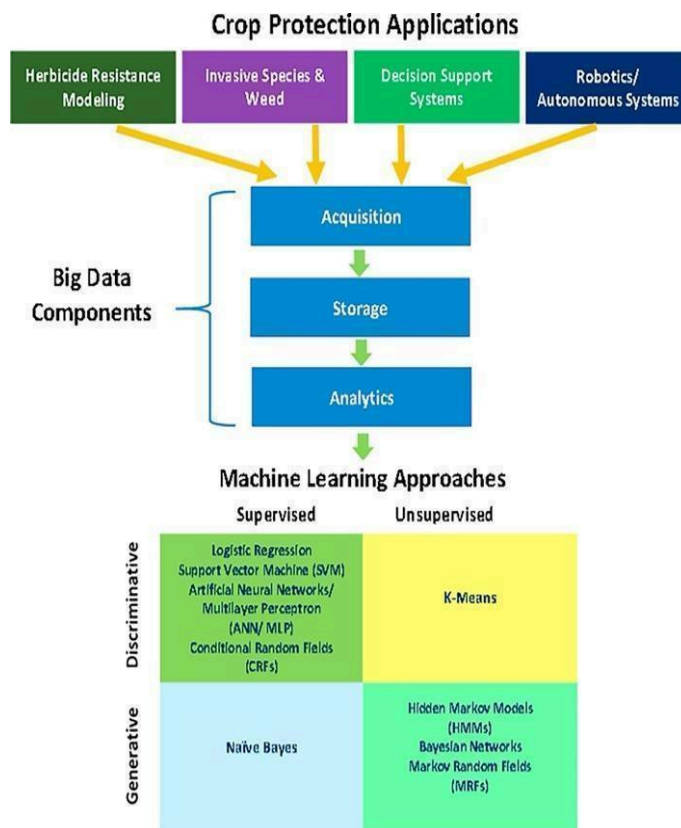 Crop Protection Applications
Herbicide Resistance
Modeling
Invasive Species &
Weed
Decision Support
Systems
Robotics/
Autonomous Systems
Big Data
Components
Acquisition
Storage
Analytics
Machine Learning Approaches
Supervised
Unsupervised
Discriminative
Logistic Regression
Support Vector Machine (SVM)
Artificial Neural Networks/
Multilayer Perceptron
(ANN/ MLP)
Conditional Random Fields
(CRFs)
K-Means
Generative
Naïve Bayes
Hidden Markov Models
(HMMs)
Bayesian Networks
Markov Random Fields
(MRFs)